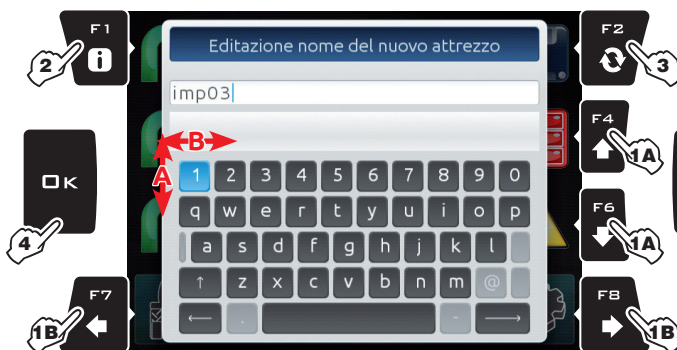 F1
F2
i
Editazione nome del nuovo attrezzo
2
3
imp03
F4
B
1A
A
1 2 3 4 5 6 7 8 9 0
OK
q w e r t y u i o p
F6
4
a s d f g h j k l
1A
z x c v b n m @
F7
F8
. -
1B
1B